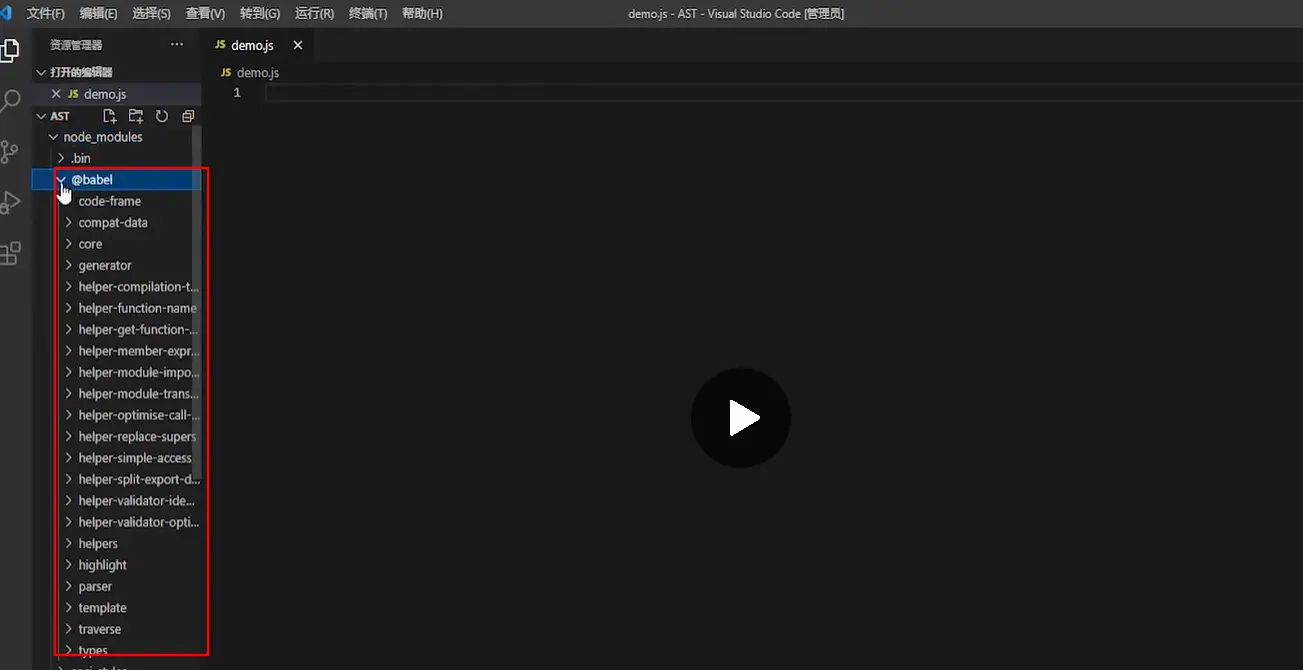 文件(F) 编辑(E) 选择(S) 查看(V) 转到(G) 运行(R) 终端(T) 帮助(H) demo.js - AST - Visual Studio Code [管理员]
资源管理器 ··· JS demo.js ×
打开的编辑器 JS demo.js
× JS demo.js 1
AST
node_modules
.bin
@babel
code-frame
compat-data
core
generator
helper-compilation-t...
helper-function-name
helper-get-function-...
helper-member-expr...
helper-module-impo...
helper-module-trans...
helper-optimise-call-...
helper-replace-supers
helper-simple-access
helper-split-export-d...
helper-validator-ide...
helper-validator-opti...
helpers
highlight
parser
template
traverse
types